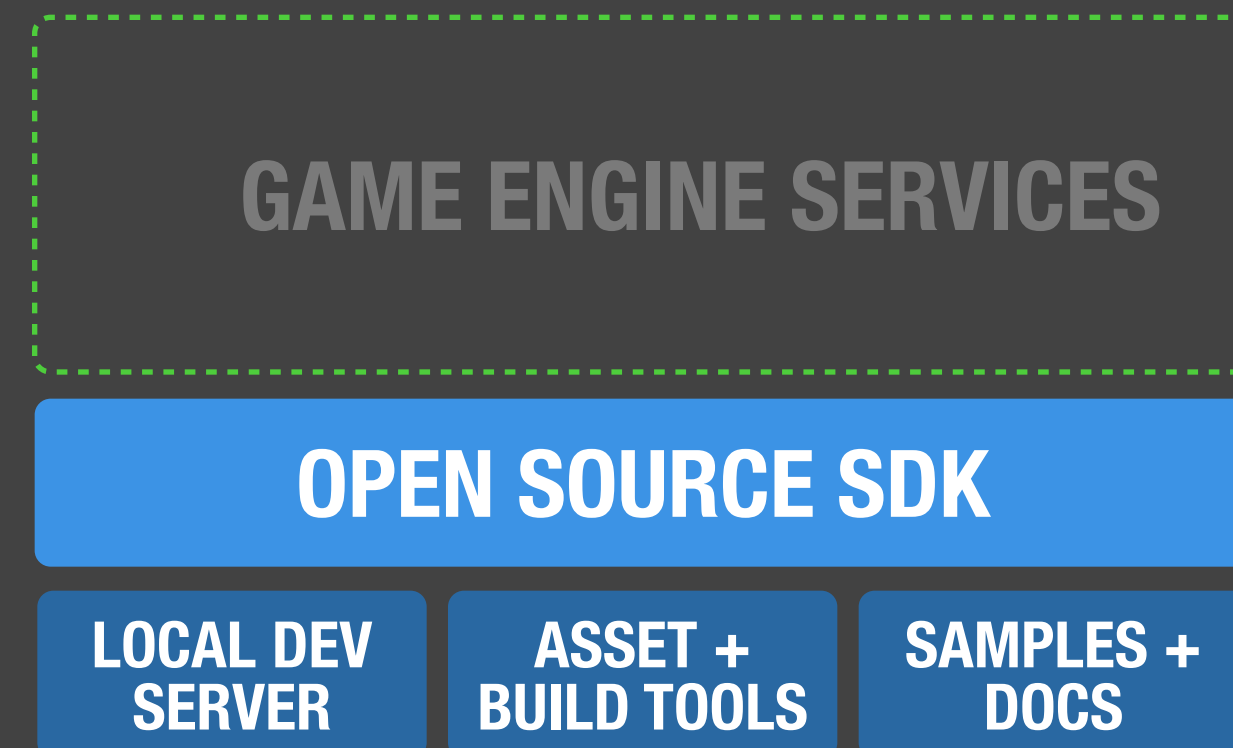 GAME ENGINE SERVICES
OPEN SOURCE SDK
LOCAL DEV
SERVER
ASSET +
BUILD TOOLS
SAMPLES +
DOCS